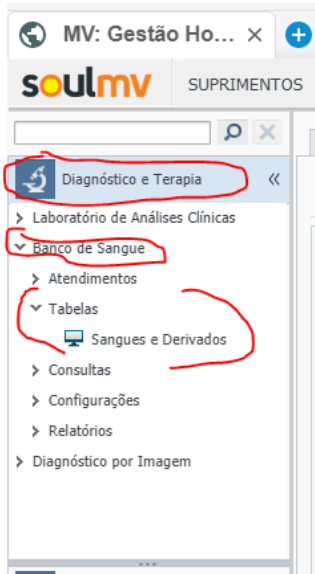 MV: Gestão Ho...
soulmv SUPRIMENTOS
Diagnóstico e Terapia
Laboratório de Análises Clínicas
Banco de Sangue
Atendimentos
Tabelas
Sangues e Derivados
Consultas
Configurações
Relatórios
Diagnóstico por Imagem